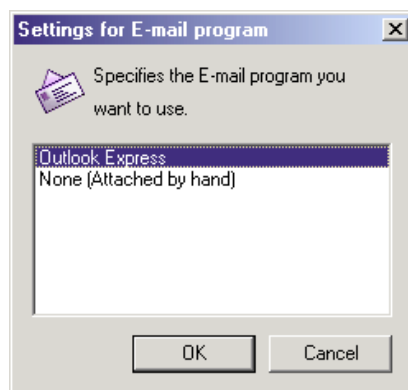 Settings for E-mail program
Specifies the E-mail program you
want to use.
Outlook Express
None (Attached by hand)
OK
Cancel